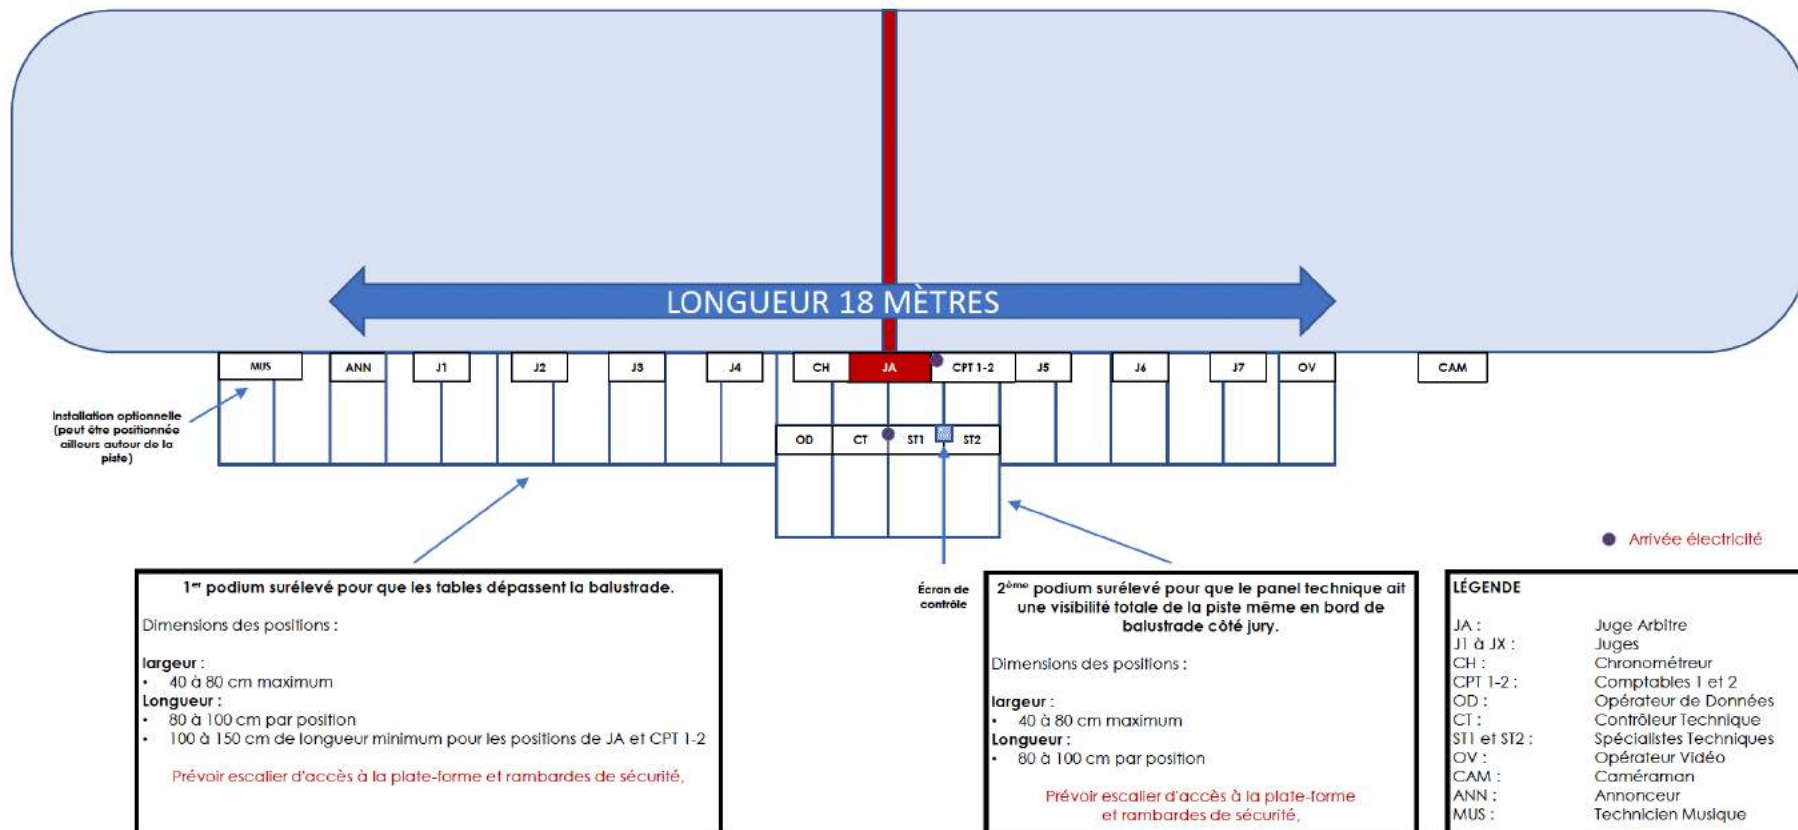 LONGUEUR 18 MÈTRES
MUS
ANN
J1
J2
J3
J4
CH
JA
CPT 1-2
J5
J6
J7
OV
CAM
OD
CT
ST1
ST2
Installation optionnelle
(peut être positionnée
ailleurs autour de la
piste)
Arrivée électricité
Écran de
contrôle
1er podium surélevé pour que les tables dépassent la balustrade.
Dimensions des positions :
largeur :
• 40 à 80 cm maximum
Longueur :
• 80 à 100 cm par position
• 100 à 150 cm de longueur minimum pour les positions de JA et CPT 1-2
Prévoir escalier d'accès à la plate-forme et rambardes de sécurité,
2ème podium surélevé pour que le panel technique ait
une visibilité totale de la piste même en bord de
balustrade côté jury.
Dimensions des positions :
largeur :
• 40 à 80 cm maximum
Longueur :
• 80 à 100 cm par position
Prévoir escalier d'accès à la plate-forme
et rambardes de sécurité,
LÉGENDE
JA : Juge Arbitre
J1 à JX : Juges
CH : Chronométreur
CPT 1-2 : Comptables 1 et 2
OD : Opérateur de Données
CT : Contrôleur Technique
ST1 et ST2 : Spécialistes Techniques
OV : Opérateur Vidéo
CAM : Caméraman
ANN : Annonceur
MUS : Technicien Musique